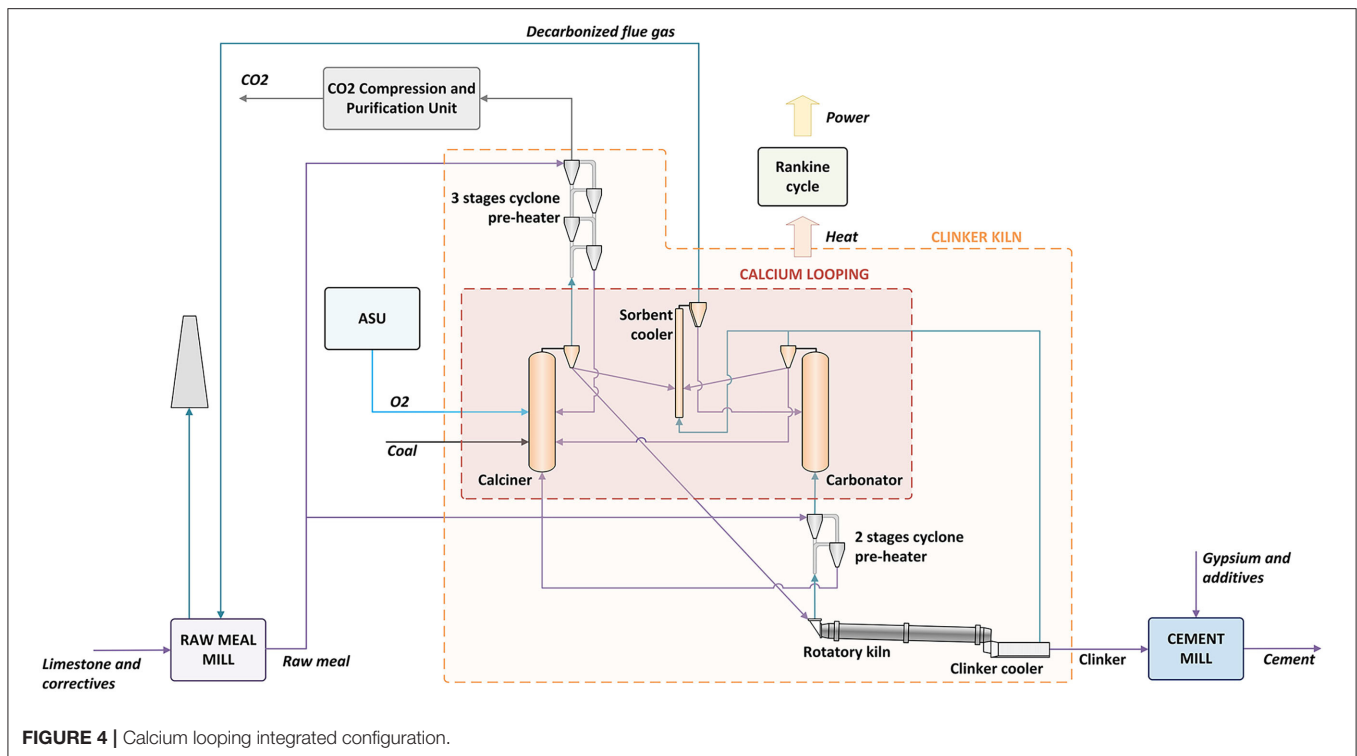 Decarbonized flue gas
CO2
CO2 Compression and
Purification Unit
Power
Rankine
cycle
3 stages cyclone
pre-heater
Heat
CLINKER KILN
CALCIUM LOOPING
ASU
Sorbent
cooler
O2
Coal
Calciner
Carbonator
2 stages cyclone
pre-heater
Gypsium and
additives
RAW MEAL
MILL
Limestone and
correctives
Raw meal
Rotatory kiln
Clinker cooler
Clinker
CEMENT
MILL
Cement
FIGURE 4 | Calcium looping integrated configuration.